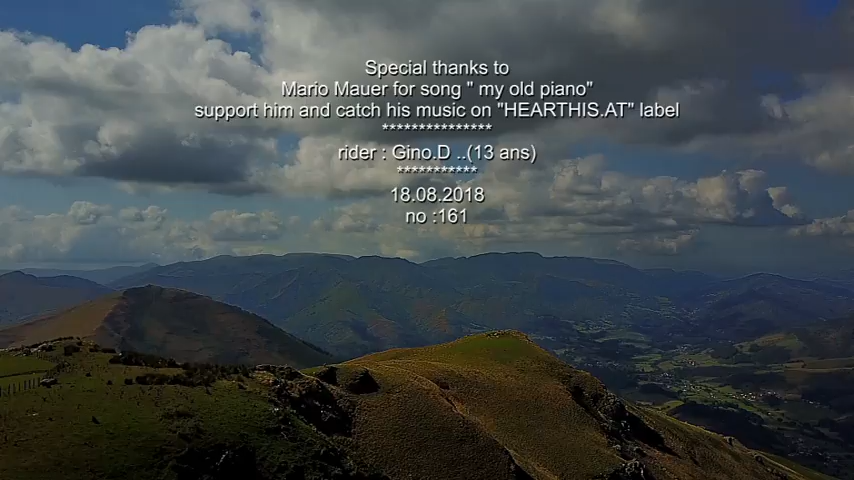 Special thanks to
Mario Mauer for song " my old piano"
support him and catch his music on "HEARTHIS.AT" label
***************
rider : Gino.D ..(13 ans)
***********
18.08.2018
no :161